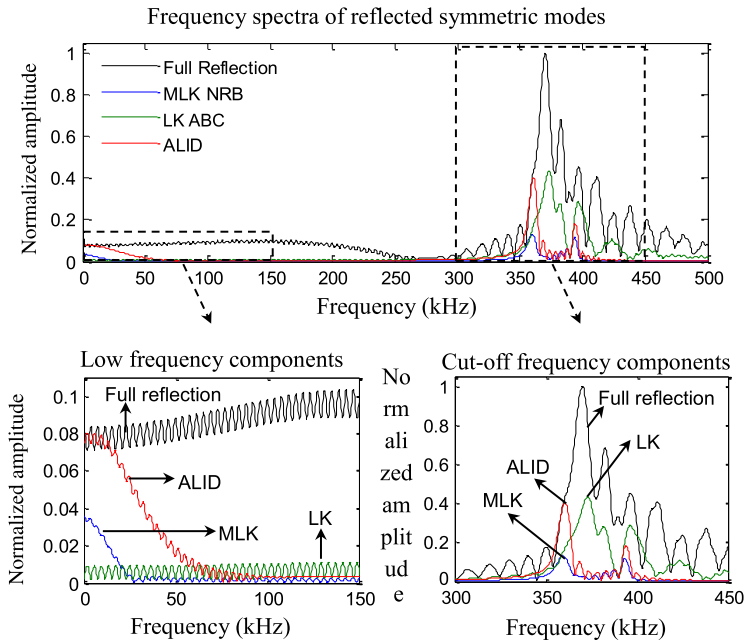 Frequency spectra of reflected symmetric modes
Normalized amplitude
1
0.8
0.6
0.4
0.2
0
Full Reflection
MLK NRB
LK ABC
ALID
0 50 100 150 200 250 300 350 400 450 500
Frequency (kHz)
Low frequency components
Normalized amplitude
0.1
0.08
0.06
0.04
0.02
0
Full reflection
ALID
MLK
LK
0 50 100 150
Frequency (kHz)
Cut-off frequency components
No
rm
ali
zed
am
plit
ud
e
1
0.8
0.6
0.4
0.2
0
Full reflection
LK
ALID
MLK
300 350 400 450
Frequency (kHz)